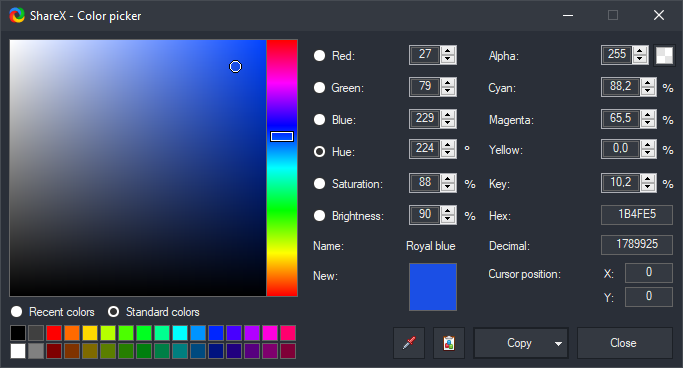 ShareX - Color picker
Red: 27 Alpha: 255
Green: 79 Cyan: 88,2 %
Blue: 229 Magenta: 65,5 %
Hue: 224 ° Yellow: 0,0 %
Saturation: 88 % Key: 10,2 %
Brightness: 90 % Hex: 1B4FE5
Name: Royal blue Decimal: 1789925
New: Cursor position: X: 0
Y: 0
Recent colors Standard colors
Copy Close